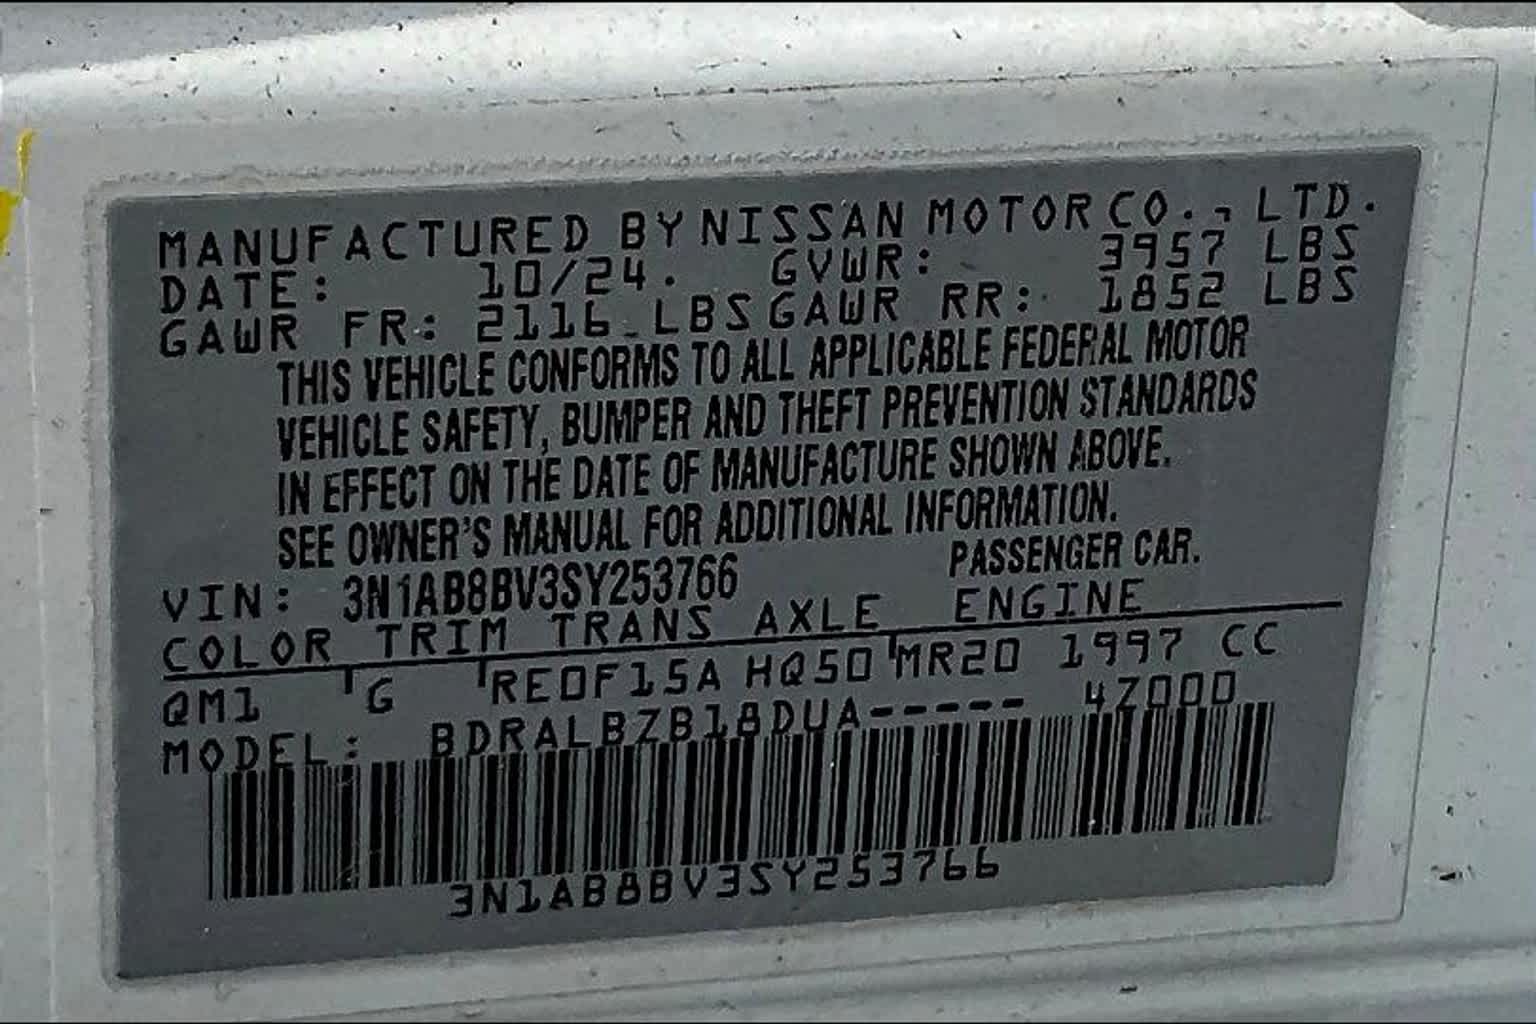 MANUFACTURED BY NISSAN MOTOR CO., LTD.
DATE: 10/24. GVWR: 3957 LBS
GAWR FR: 2116 LBS GAWR RR: 1852 LBS
THIS VEHICLE CONFORMS TO ALL APPLICABLE FEDERAL MOTOR
VEHICLE SAFETY, BUMPER AND THEFT PREVENTION STANDARDS
IN EFFECT ON THE DATE OF MANUFACTURE SHOWN ABOVE.
SEE OWNER'S MANUAL FOR ADDITIONAL INFORMATION.
VIN: 3N1AB8BV3SY253766 PASSENGER CAR.
COLOR TRIM TRANS AXLE ENGINE
QM1 G RE0F15A HQ50 MR20 1997 CC
MODEL: BDRALBZB18DUA----- 4Z000
3N1AB8BV3SY253766